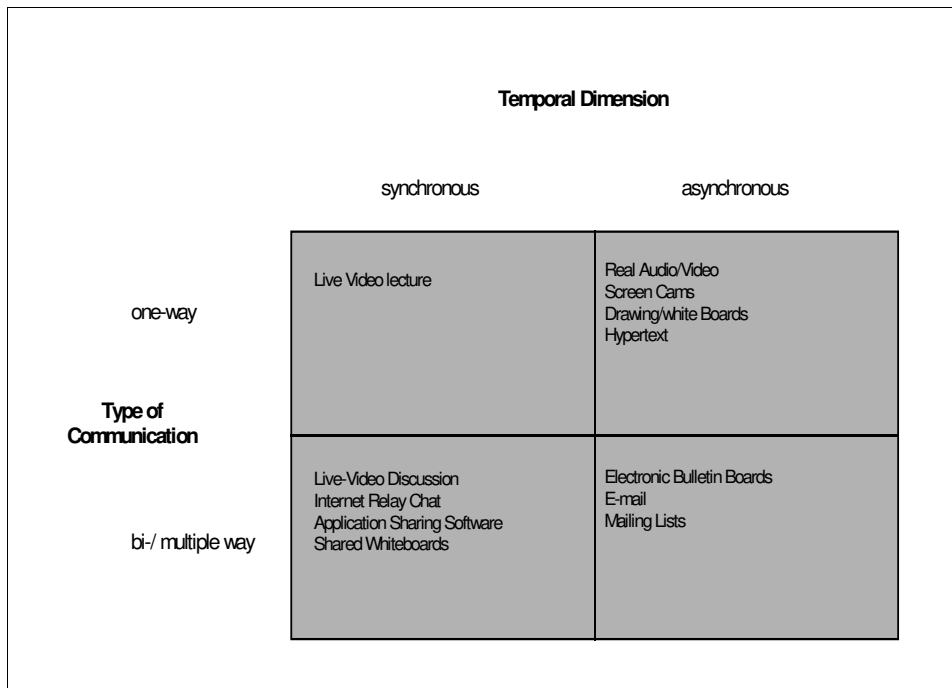 Temporal Dimension
synchronous
asynchronous
one-way
Live Video lecture
Real Audio/Video
Screen Cams
Drawing/white Boards
Hypertext
Type of
Communication
bi-/ multiple way
Live-Video Discussion
Internet Relay Chat
Application Sharing Software
Shared Whiteboards
Electronic Bulletin Boards
E-mail
Mailing Lists